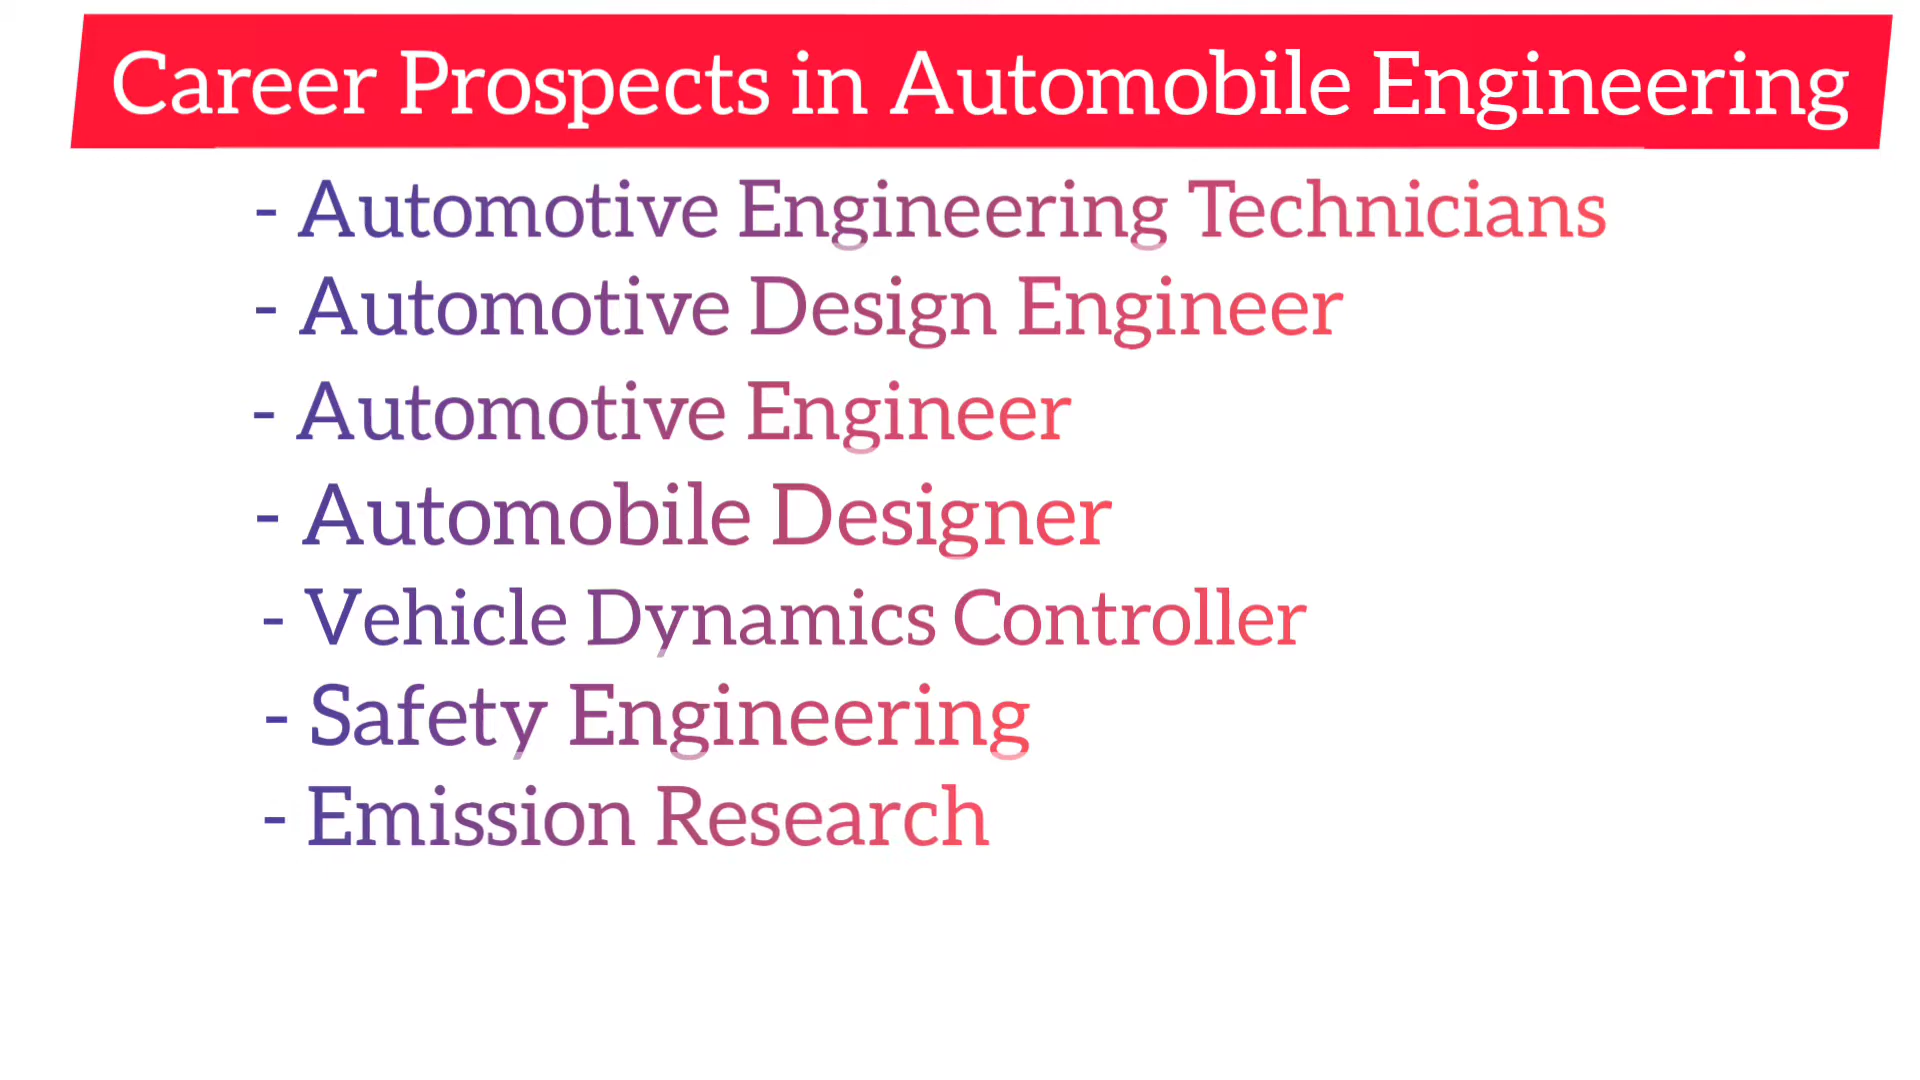 Career Prospects in Automobile Engineering
- Automotive Engineering Technicians
- Automotive Design Engineer
- Automotive Engineer
- Automobile Designer
- Vehicle Dynamics Controller
- Safety Engineering
- Emission Research